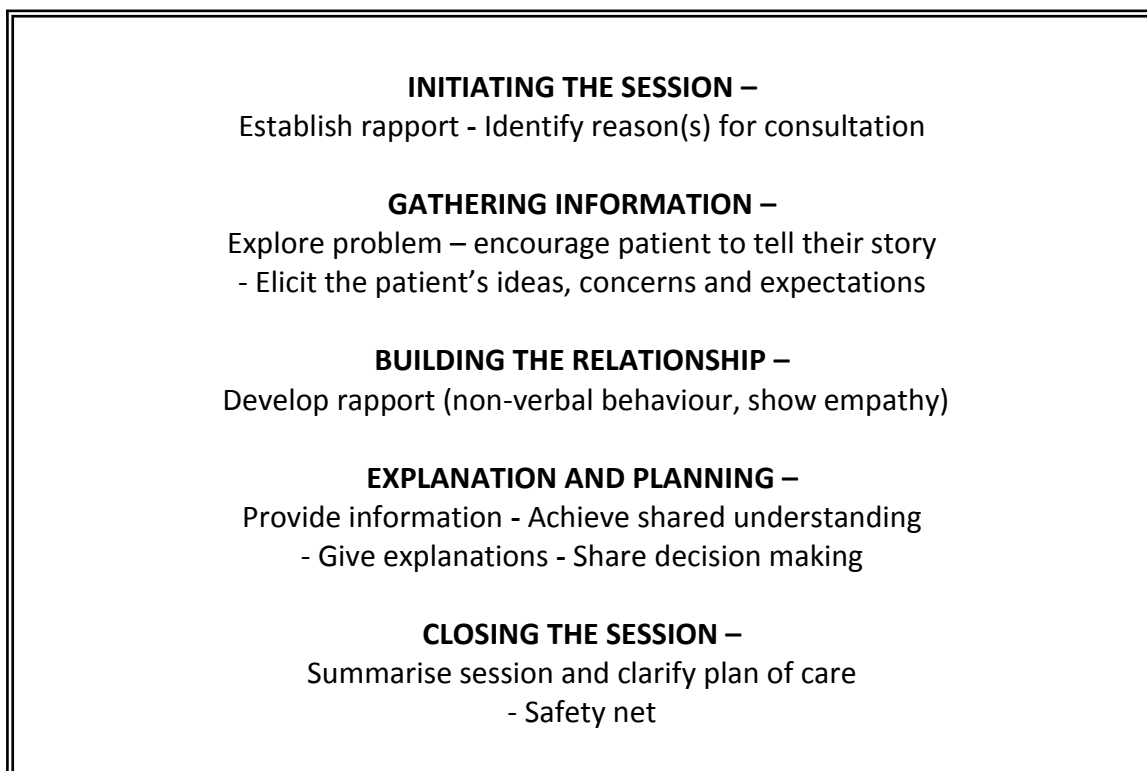 INITIATING THE SESSION –
Establish rapport - Identify reason(s) for consultation
GATHERING INFORMATION –
Explore problem – encourage patient to tell their story
- Elicit the patient’s ideas, concerns and expectations
BUILDING THE RELATIONSHIP –
Develop rapport (non-verbal behaviour, show empathy)
EXPLANATION AND PLANNING –
Provide information - Achieve shared understanding
- Give explanations - Share decision making
CLOSING THE SESSION –
Summarise session and clarify plan of care
- Safety net